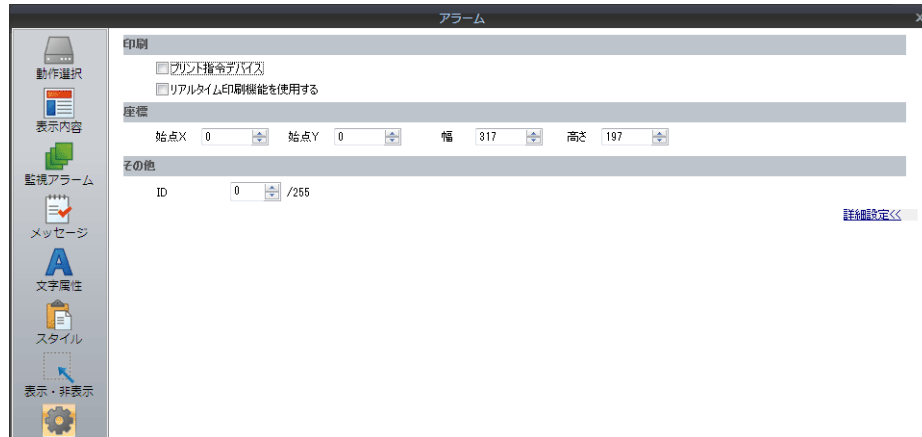 アラーム
動作選択
表示内容
監視アラーム
メッセージ
文字属性
スタイル
表示・非表示
印刷
プリント指令デバイス
リアルタイム印刷機能を使用する
座標
始点X 0 始点Y 0 幅 317 高さ 197
その他
ID 0 /255
詳細設定<<